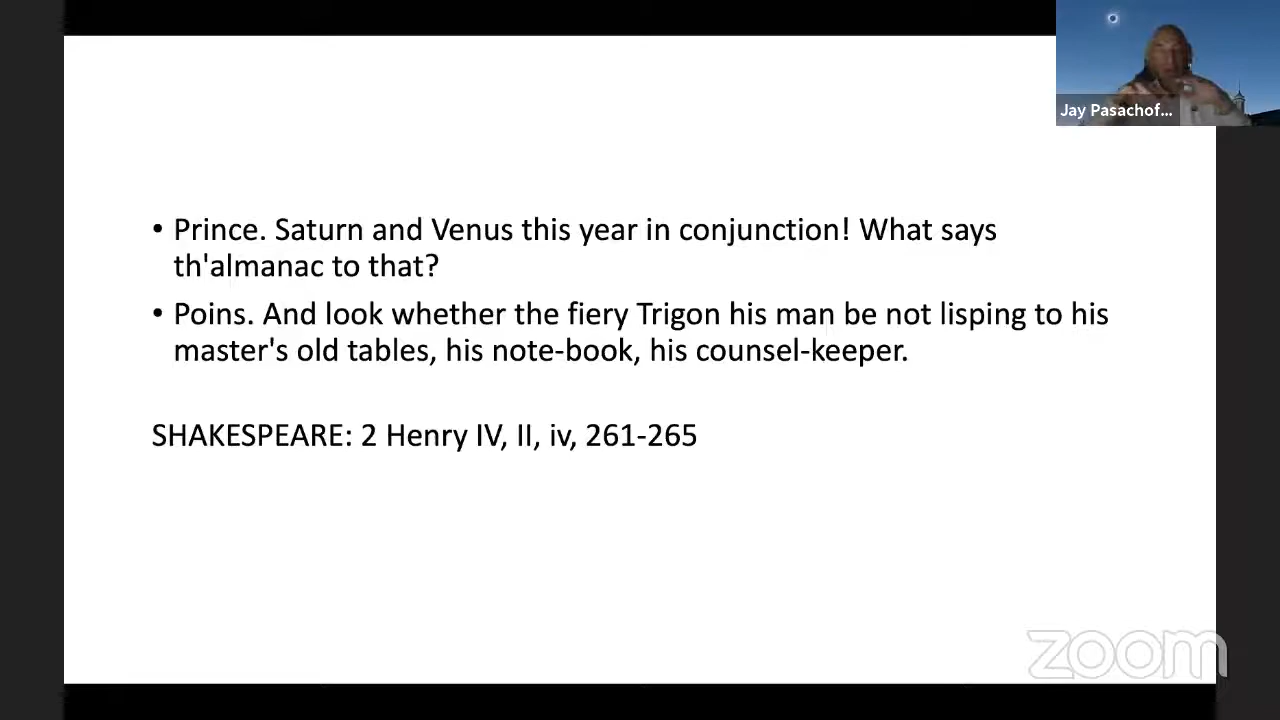 Jay Pasachof...
• Prince. Saturn and Venus this year in conjunction! What says
th'almanac to that?
• Poins. And look whether the fiery Trigon his man be not lisping to his
master's old tables, his note-book, his counsel-keeper.
SHAKESPEARE: 2 Henry IV, II, iv, 261-265
zoom